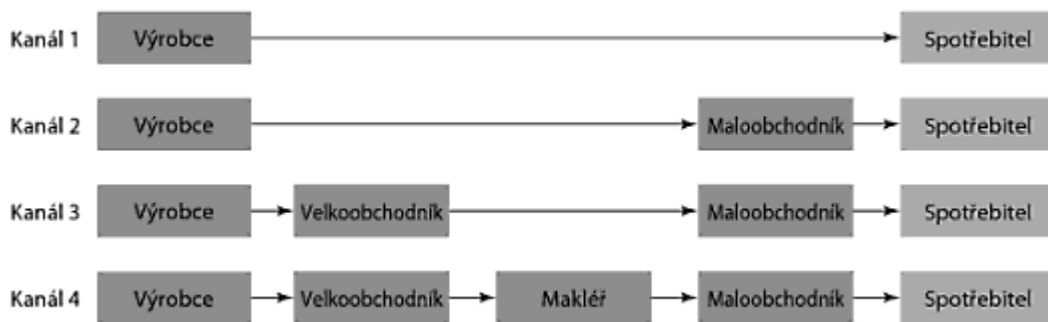 Kanál 1 Výrobce Spotřebitel
Kanál 2 Výrobce Maloobchodník Spotřebitel
Kanál 3 Výrobce Velkoobchodník Maloobchodník Spotřebitel
Kanál 4 Výrobce Velkoobchodník Makléř Maloobchodník Spotřebitel